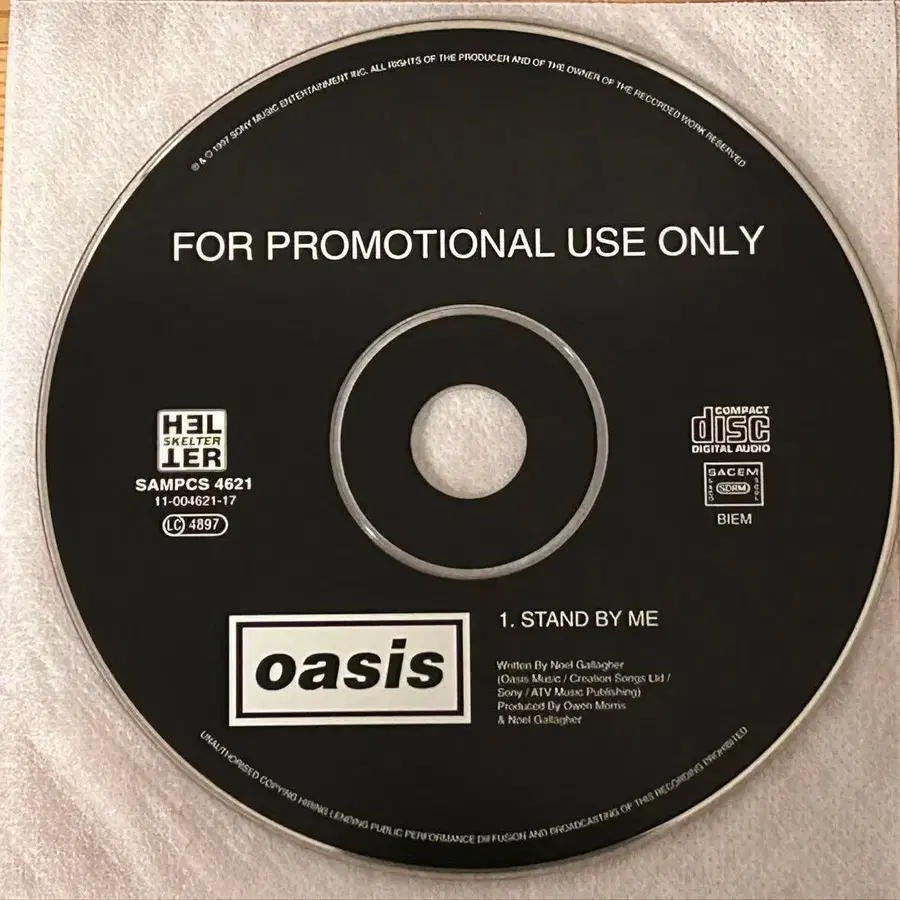 ℗ & © 1997 SONY MUSIC ENTERTAINMENT INC. ALL RIGHTS OF THE PRODUCER AND OF THE OWNER OF THE RECORDED WORK RESERVED
FOR PROMOTIONAL USE ONLY
HEL
SKELTER
TER
SAMPCS 4621
11-004621-17
LC 4897
COMPACT
disc
DIGITAL AUDIO
SACEM
SDRM
BIEM
oasis
1. STAND BY ME
Written By Noel Gallagher
(Oasis Music / Creation Songs Ltd /
Sony / ATV Music Publishing)
Produced By Owen Morris
& Noel Gallagher
UNAUTHORISED COPYING HIRING LENDING PUBLIC PERFORMANCE DIFFUSION AND BROADCASTING OF THIS RECORDING PROHIBITED